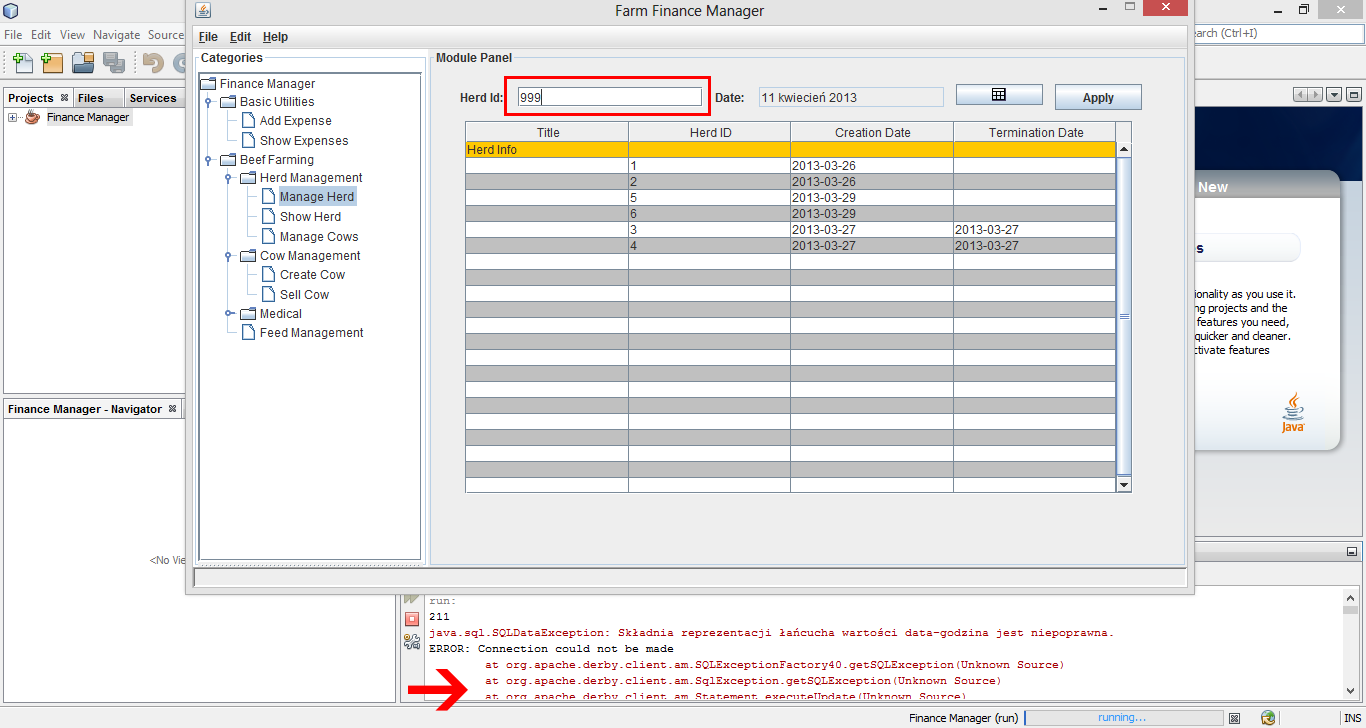 Farm Finance Manager
File Edit View Navigate Source
earch (Ctrl+I)
File Edit Help
Projects Files Services
Finance Manager
Categories
Finance Manager
Basic Utilities
Add Expense
Show Expenses
Beef Farming
Herd Management
Manage Herd
Show Herd
Manage Cows
Cow Management
Create Cow
Sell Cow
Medical
Feed Management
Module Panel
Herd Id: 999 Date: 11 kwiecień 2013 Apply
Title Herd ID Creation Date Termination Date
Herd Info
1 2013-03-26
2 2013-03-26
5 2013-03-29
6 2013-03-29
3 2013-03-27 2013-03-27
4 2013-03-27 2013-03-27
New
s
ionality as you use it.
ng projects and the
features you need,
quicker and cleaner.
ctivate features
Java
Finance Manager - Navigator
<No Vie
run:
211
java.sql.SQLDataException: Składnia reprezentacji łańcucha wartości data-godzina jest niepoprawna.
ERROR: Connection could not be made
at org.apache.derby.client.am.SQLExceptionFactory40.getSQLException(Unknown Source)
at org.apache.derby.client.am.SqlException.getSQLException(Unknown Source)
at org.apache.derby.client.am.Statement.executeUpdate(Unknown Source)
Finance Manager (run) running... INS